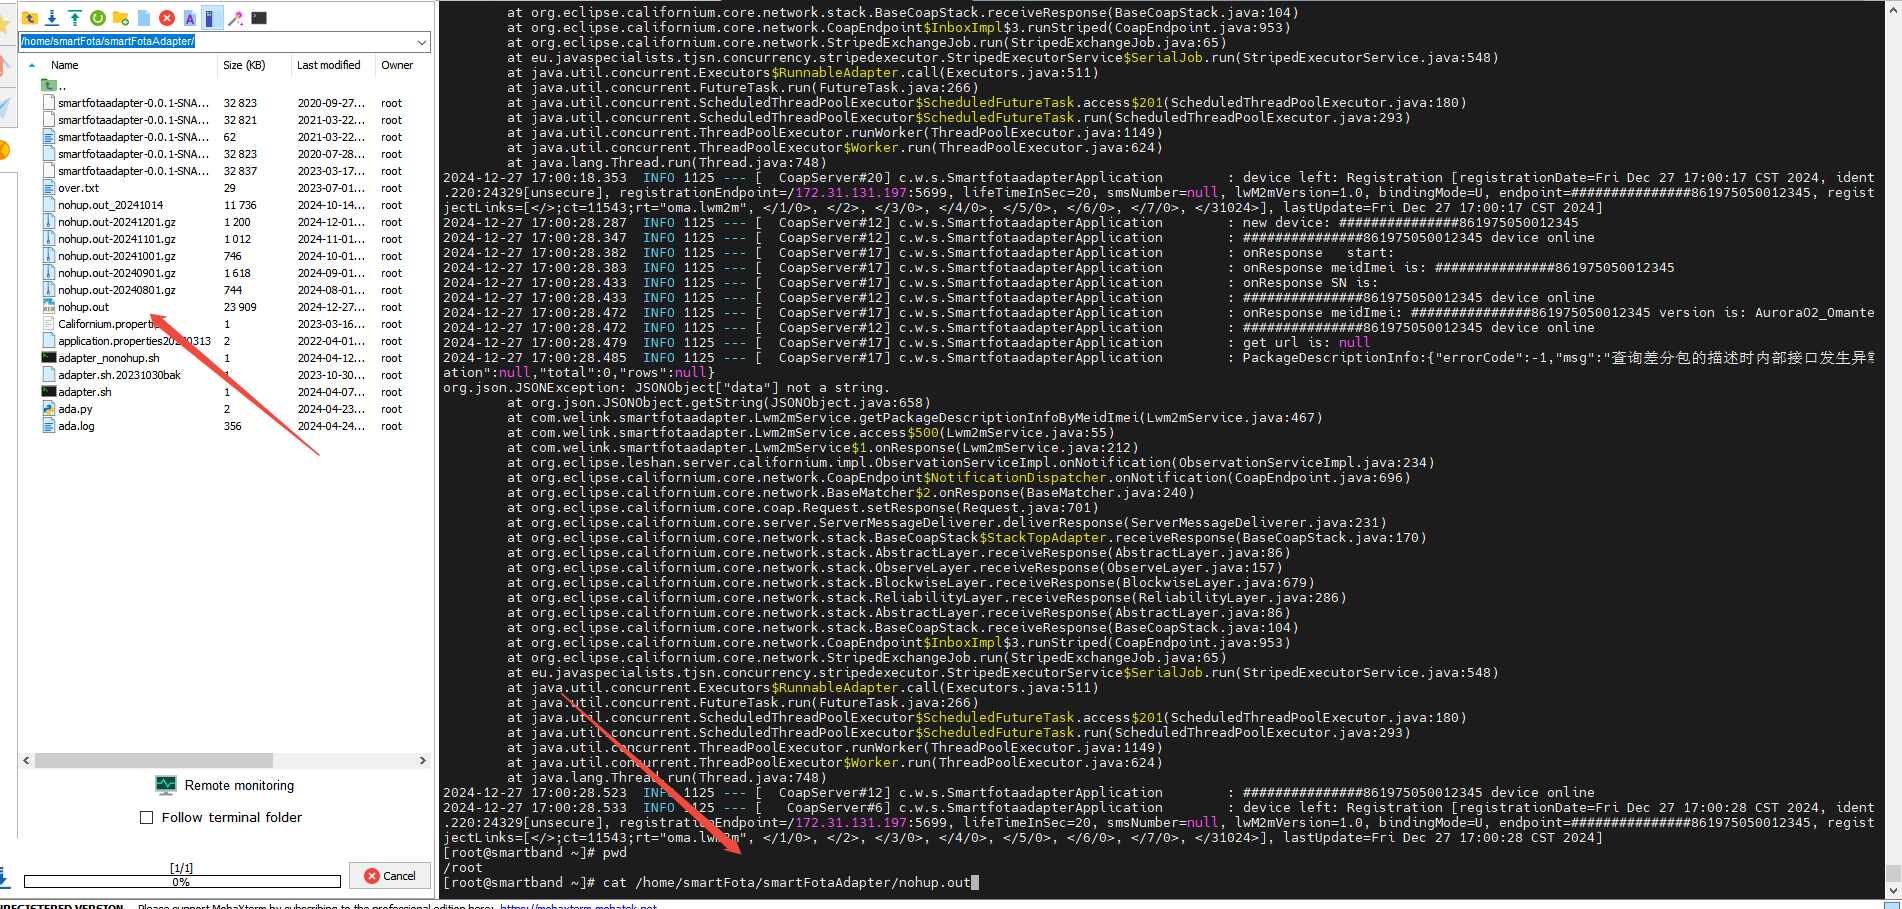 /home/smartFota/smartFotaAdapter/
Name Size (KB) Last modified Owner
..
smartfotaadapter-0.0.1-SNA... 32 823 2020-09-27... root
smartfotaadapter-0.0.1-SNA... 32 821 2021-03-22... root
smartfotaadapter-0.0.1-SNA... 62 2021-03-22... root
smartfotaadapter-0.0.1-SNA... 32 823 2020-07-28... root
smartfotaadapter-0.0.1-SNA... 32 837 2023-03-17... root
over.txt 29 2023-07-01... root
nohup.out_20241014 11 736 2024-10-14... root
nohup.out-20241201.gz 1 200 2024-12-01... root
nohup.out-20241101.gz 1 012 2024-11-01... root
nohup.out-20241001.gz 746 2024-10-01... root
nohup.out-20240901.gz 1 618 2024-09-01... root
nohup.out-20240801.gz 744 2024-08-01... root
nohup.out 23 909 2024-12-27... root
Californium.properties 1 2023-03-16... root
application.properties20230313 2 2022-04-01... root
adapter_nonohup.sh 1 2024-04-12... root
adapter.sh.20231030bak 1 2023-10-30... root
adapter.sh 1 2024-04-07... root
ada.py 2 2024-04-23... root
ada.log 356 2024-04-24... root
Remote monitoring
Follow terminal folder
[1/1]
0%
Cancel
at org.eclipse.californium.core.network.stack.BaseCoapStack.receiveResponse(BaseCoapStack.java:104)
at org.eclipse.californium.core.network.CoapEndpoint$InboxImpl$3.runStriped(CoapEndpoint.java:953)
at org.eclipse.californium.core.network.StripedExchangeJob.run(StripedExchangeJob.java:65)
at eu.javaspecialists.tjsn.concurrency.stripedexecutor.StripedExecutorService$SerialJob.run(StripedExecutorService.java:548)
at java.util.concurrent.Executors$RunnableAdapter.call(Executors.java:511)
at java.util.concurrent.FutureTask.run(FutureTask.java:266)
at java.util.concurrent.ScheduledThreadPoolExecutor$ScheduledFutureTask.access$201(ScheduledThreadPoolExecutor.java:180)
at java.util.concurrent.ScheduledThreadPoolExecutor$ScheduledFutureTask.run(ScheduledThreadPoolExecutor.java:293)
at java.util.concurrent.ThreadPoolExecutor.runWorker(ThreadPoolExecutor.java:1149)
at java.util.concurrent.ThreadPoolExecutor$Worker.run(ThreadPoolExecutor.java:624)
at java.lang.Thread.run(Thread.java:748)
2024-12-27 17:00:18.353 INFO 1125 --- [ CoapServer#20] c.w.s.SmartfotaadapterApplication : device left: Registration [registrationDate=Fri Dec 27 17:00:17 CST 2024, ident
.220:24329[unsecure], registrationEndpoint=/172.31.131.197:5699, lifeTimeInSec=20, smsNumber=null, lwM2mVersion=1.0, bindingMode=U, endpoint=###############861975050012345, regist
jectLinks=[</>;ct=11543;rt="oma.lwm2m", </1/0>, </2>, </3/0>, </4/0>, </5/0>, </6/0>, </7/0>, </31024>], lastUpdate=Fri Dec 27 17:00:17 CST 2024]
2024-12-27 17:00:28.287 INFO 1125 --- [ CoapServer#12] c.w.s.SmartfotaadapterApplication : new device: ###############861975050012345
2024-12-27 17:00:28.347 INFO 1125 --- [ CoapServer#12] c.w.s.SmartfotaadapterApplication : ###############861975050012345 device online
2024-12-27 17:00:28.382 INFO 1125 --- [ CoapServer#17] c.w.s.SmartfotaadapterApplication : onResponse start:
2024-12-27 17:00:28.383 INFO 1125 --- [ CoapServer#17] c.w.s.SmartfotaadapterApplication : onResponse meidImei is: ###############861975050012345
2024-12-27 17:00:28.433 INFO 1125 --- [ CoapServer#17] c.w.s.SmartfotaadapterApplication : onResponse SN is:
2024-12-27 17:00:28.433 INFO 1125 --- [ CoapServer#12] c.w.s.SmartfotaadapterApplication : ###############861975050012345 device online
2024-12-27 17:00:28.472 INFO 1125 --- [ CoapServer#17] c.w.s.SmartfotaadapterApplication : onResponse meidImei: ###############861975050012345 version is: AuroraO2_Omante
2024-12-27 17:00:28.472 INFO 1125 --- [ CoapServer#12] c.w.s.SmartfotaadapterApplication : ###############861975050012345 device online
2024-12-27 17:00:28.479 INFO 1125 --- [ CoapServer#17] c.w.s.SmartfotaadapterApplication : get url is: null
2024-12-27 17:00:28.485 INFO 1125 --- [ CoapServer#17] c.w.s.SmartfotaadapterApplication : PackageDescriptionInfo:{"errorCode":-1,"msg":"查询差分包的描述时内部接口发生异常
ation":null,"total":0,"rows":null}
org.json.JSONException: JSONObject["data"] not a string.
at org.json.JSONObject.getString(JSONObject.java:658)
at com.welink.smartfotaadapter.Lwm2mService.getPackageDescriptionInfoByMeidImei(Lwm2mService.java:467)
at com.welink.smartfotaadapter.Lwm2mService.access$500(Lwm2mService.java:55)
at com.welink.smartfotaadapter.Lwm2mService$1.onResponse(Lwm2mService.java:212)
at org.eclipse.leshan.server.californium.impl.ObservationServiceImpl.onNotification(ObservationServiceImpl.java:234)
at org.eclipse.californium.core.network.CoapEndpoint$NotificationDispatcher.onNotification(CoapEndpoint.java:696)
at org.eclipse.californium.core.network.BaseMatcher$2.onResponse(BaseMatcher.java:240)
at org.eclipse.californium.core.coap.Request.setResponse(Request.java:701)
at org.eclipse.californium.core.server.ServerMessageDeliverer.deliverResponse(ServerMessageDeliverer.java:231)
at org.eclipse.californium.core.network.stack.BaseCoapStack$StackTopAdapter.receiveResponse(BaseCoapStack.java:170)
at org.eclipse.californium.core.network.stack.AbstractLayer.receiveResponse(AbstractLayer.java:86)
at org.eclipse.californium.core.network.stack.ObserveLayer.receiveResponse(ObserveLayer.java:157)
at org.eclipse.californium.core.network.stack.BlockwiseLayer.receiveResponse(BlockwiseLayer.java:679)
at org.eclipse.californium.core.network.stack.ReliabilityLayer.receiveResponse(ReliabilityLayer.java:286)
at org.eclipse.californium.core.network.stack.AbstractLayer.receiveResponse(AbstractLayer.java:86)
at org.eclipse.californium.core.network.stack.BaseCoapStack.receiveResponse(BaseCoapStack.java:104)
at org.eclipse.californium.core.network.CoapEndpoint$InboxImpl$3.runStriped(CoapEndpoint.java:953)
at org.eclipse.californium.core.network.StripedExchangeJob.run(StripedExchangeJob.java:65)
at eu.javaspecialists.tjsn.concurrency.stripedexecutor.StripedExecutorService$SerialJob.run(StripedExecutorService.java:548)
at java.util.concurrent.Executors$RunnableAdapter.call(Executors.java:511)
at java.util.concurrent.FutureTask.run(FutureTask.java:266)
at java.util.concurrent.ScheduledThreadPoolExecutor$ScheduledFutureTask.access$201(ScheduledThreadPoolExecutor.java:180)
at java.util.concurrent.ScheduledThreadPoolExecutor$ScheduledFutureTask.run(ScheduledThreadPoolExecutor.java:293)
at java.util.concurrent.ThreadPoolExecutor.runWorker(ThreadPoolExecutor.java:1149)
at java.util.concurrent.ThreadPoolExecutor$Worker.run(ThreadPoolExecutor.java:624)
at java.lang.Thread.run(Thread.java:748)
2024-12-27 17:00:28.523 INFO 1125 --- [ CoapServer#12] c.w.s.SmartfotaadapterApplication : ###############861975050012345 device online
2024-12-27 17:00:28.533 INFO 1125 --- [ CoapServer#6] c.w.s.SmartfotaadapterApplication : device left: Registration [registrationDate=Fri Dec 27 17:00:28 CST 2024, ident
.220:24329[unsecure], registrationEndpoint=/172.31.131.197:5699, lifeTimeInSec=20, smsNumber=null, lwM2mVersion=1.0, bindingMode=U, endpoint=###############861975050012345, regist
jectLinks=[</>;ct=11543;rt="oma.lwm2m", </1/0>, </2>, </3/0>, </4/0>, </5/0>, </6/0>, </7/0>, </31024>], lastUpdate=Fri Dec 27 17:00:28 CST 2024]
[root@smartband ~]# pwd
/root
[root@smartband ~]# cat /home/smartFota/smartFotaAdapter/nohup.out
REGISTERED VERSION - Please support MobaXterm by subscribing to the professional edition here: https://mobaxterm.mobatek.net